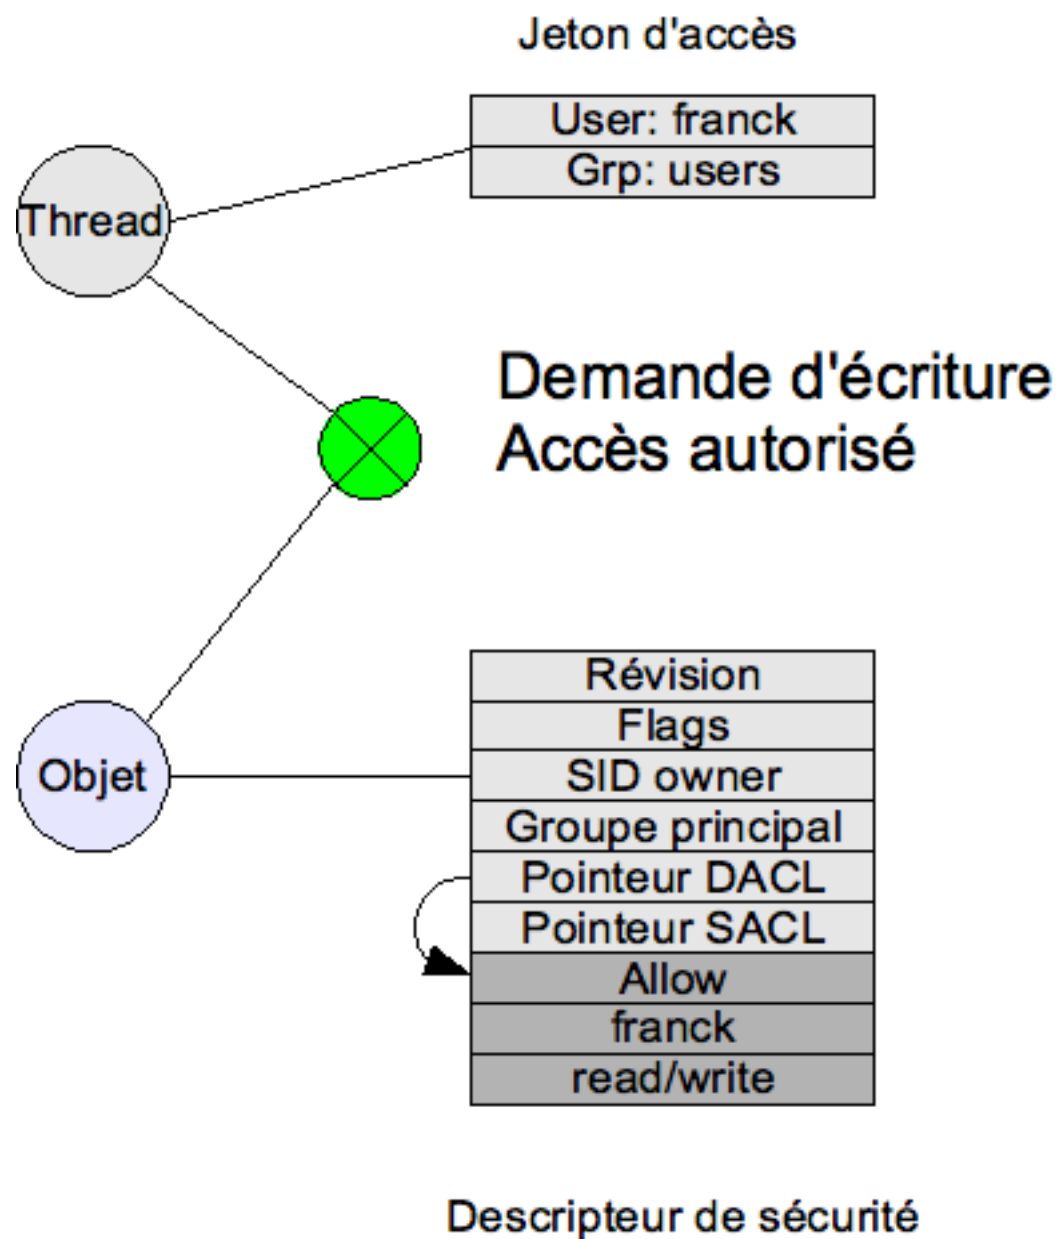 Jeton d'accès
User: franck
Grp: users
Thread
Demande d'écriture
Accès autorisé
Révision
Flags
SID owner
Objet
Groupe principal
Pointeur DACL
Pointeur SACL
Allow
franck
read/write
Descripteur de sécurité